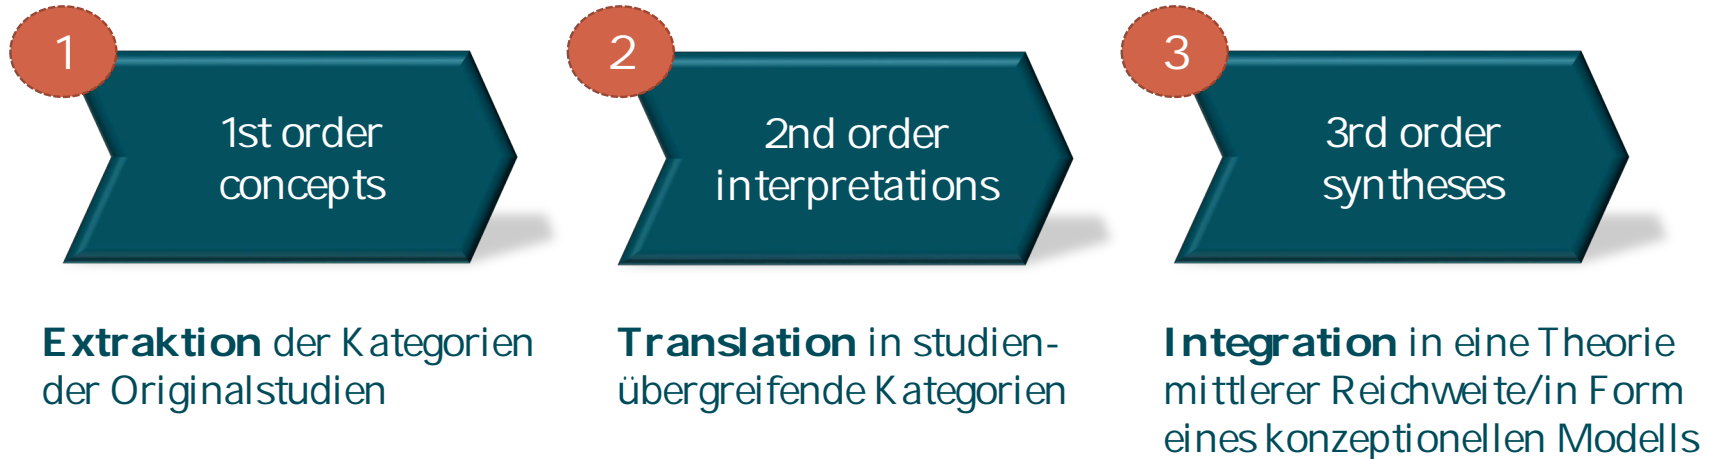 1
1st order
concepts
Extraktion der Kategorien
der Originalstudien
2
2nd order
interpretations
Translation in studien-
übergreifende Kategorien
3
3rd order
syntheses
Integration in eine Theorie
mittlerer Reichweite/in Form
eines konzeptionellen Modells